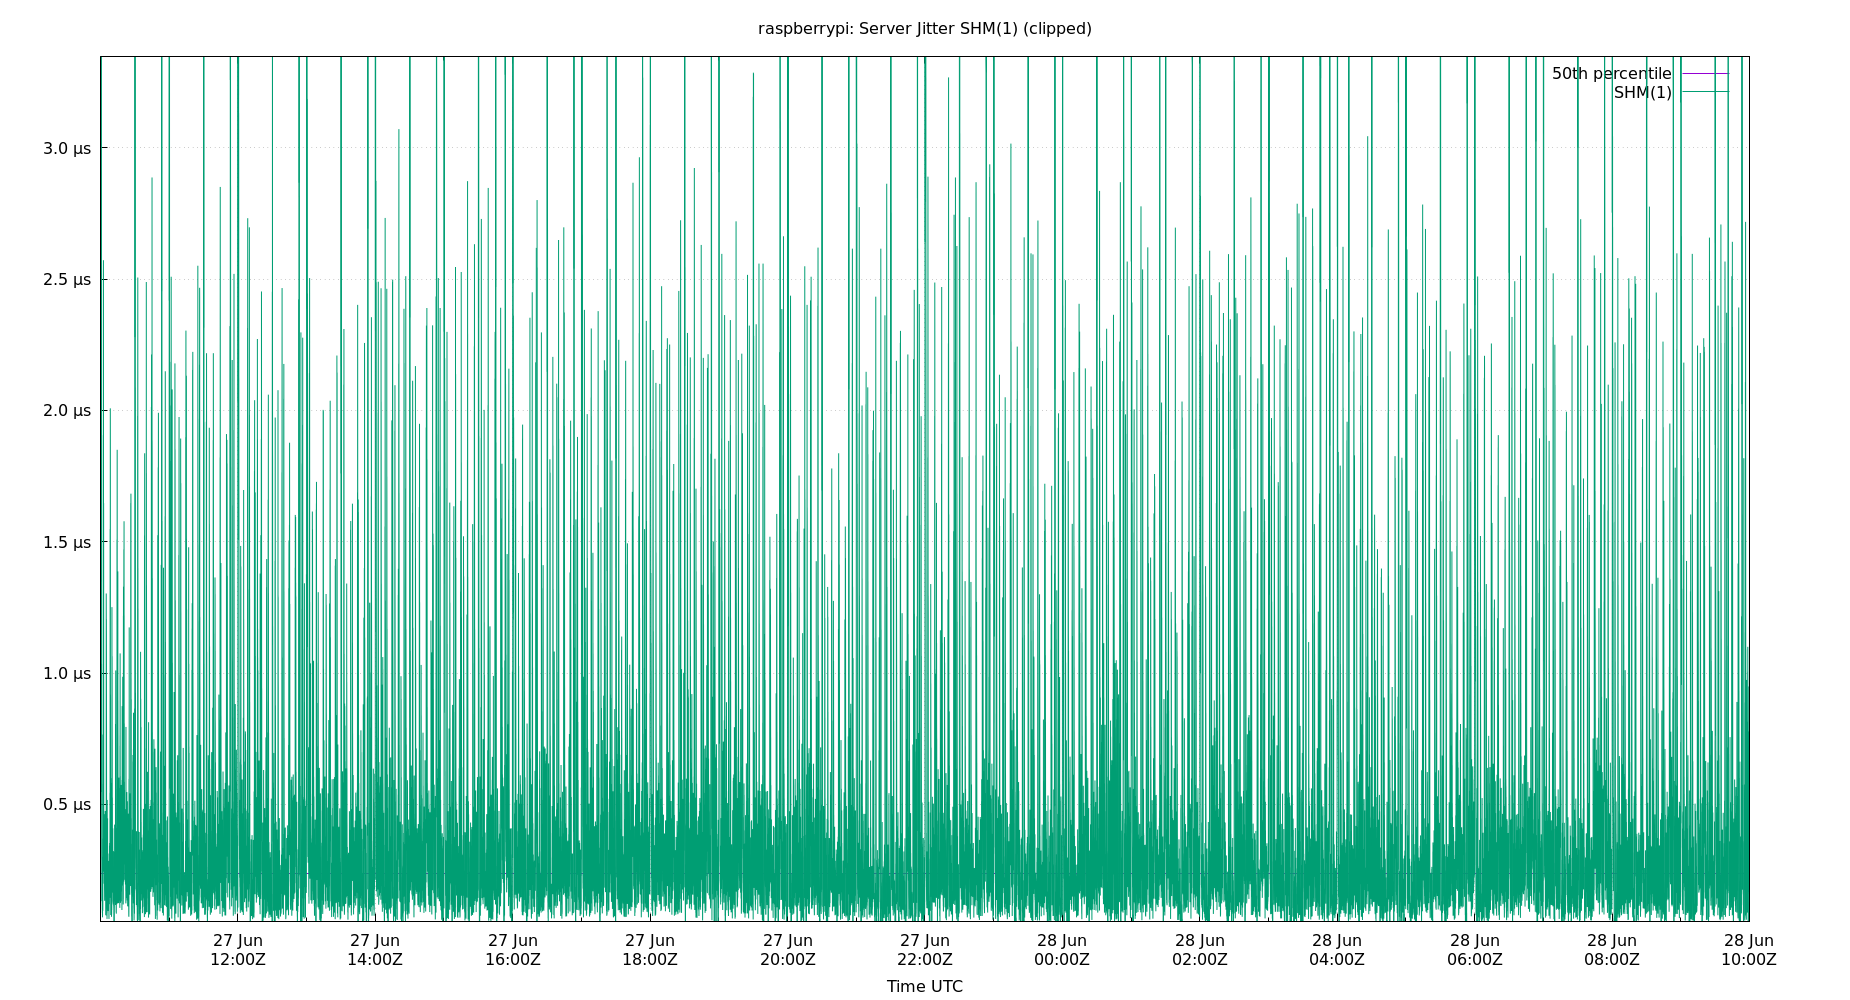 raspberrypi: Server Jitter SHM(1) (clipped)
50th percentile
SHM(1)
3.0 µs
2.5 µs
2.0 µs
1.5 µs
1.0 µs
0.5 µs
27 Jun 27 Jun 27 Jun 27 Jun 27 Jun 27 Jun 28 Jun 28 Jun 28 Jun 28 Jun 28 Jun 28 Jun
12:00Z 14:00Z 16:00Z 18:00Z 20:00Z 22:00Z 00:00Z 02:00Z 04:00Z 06:00Z 08:00Z 10:00Z
Time UTC